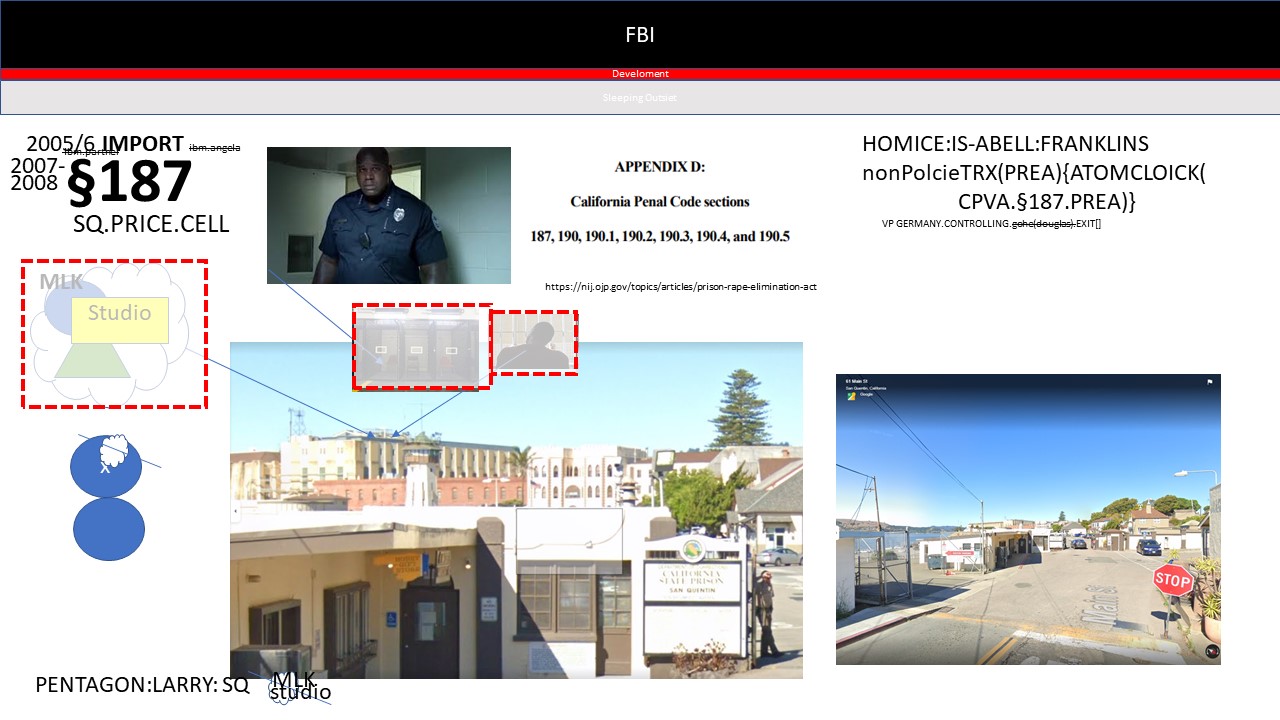 FBI
Develoment
Sleeping Outset
2005/6 IMPORT ibm.angela
ibm.partner
2007-
2008 §187
SQ.PRICE.CELL
APPENDIX D:
California Penal Code sections
187, 190, 190.1, 190.2, 190.3, 190.4, and 190.5
https://nij.ojp.gov/topics/articles/prison-rape-elimination-act
HOMICE:IS-ABELL:FRANKLINS
nonPolcieTRX(PREA){ATOMCLOICK(
CPVA.§187.PREA)}
VP GERMANY.CONTROLLING.gohe(douglas).EXIT[]
MLK
Studio
X
CALIFORNIA
STATE PRISON
SAN QUENTIN
61 Main St
San Quentin, California
Google
STOP
Main St
PENTAGON:LARRY: SQ
MLK
studio